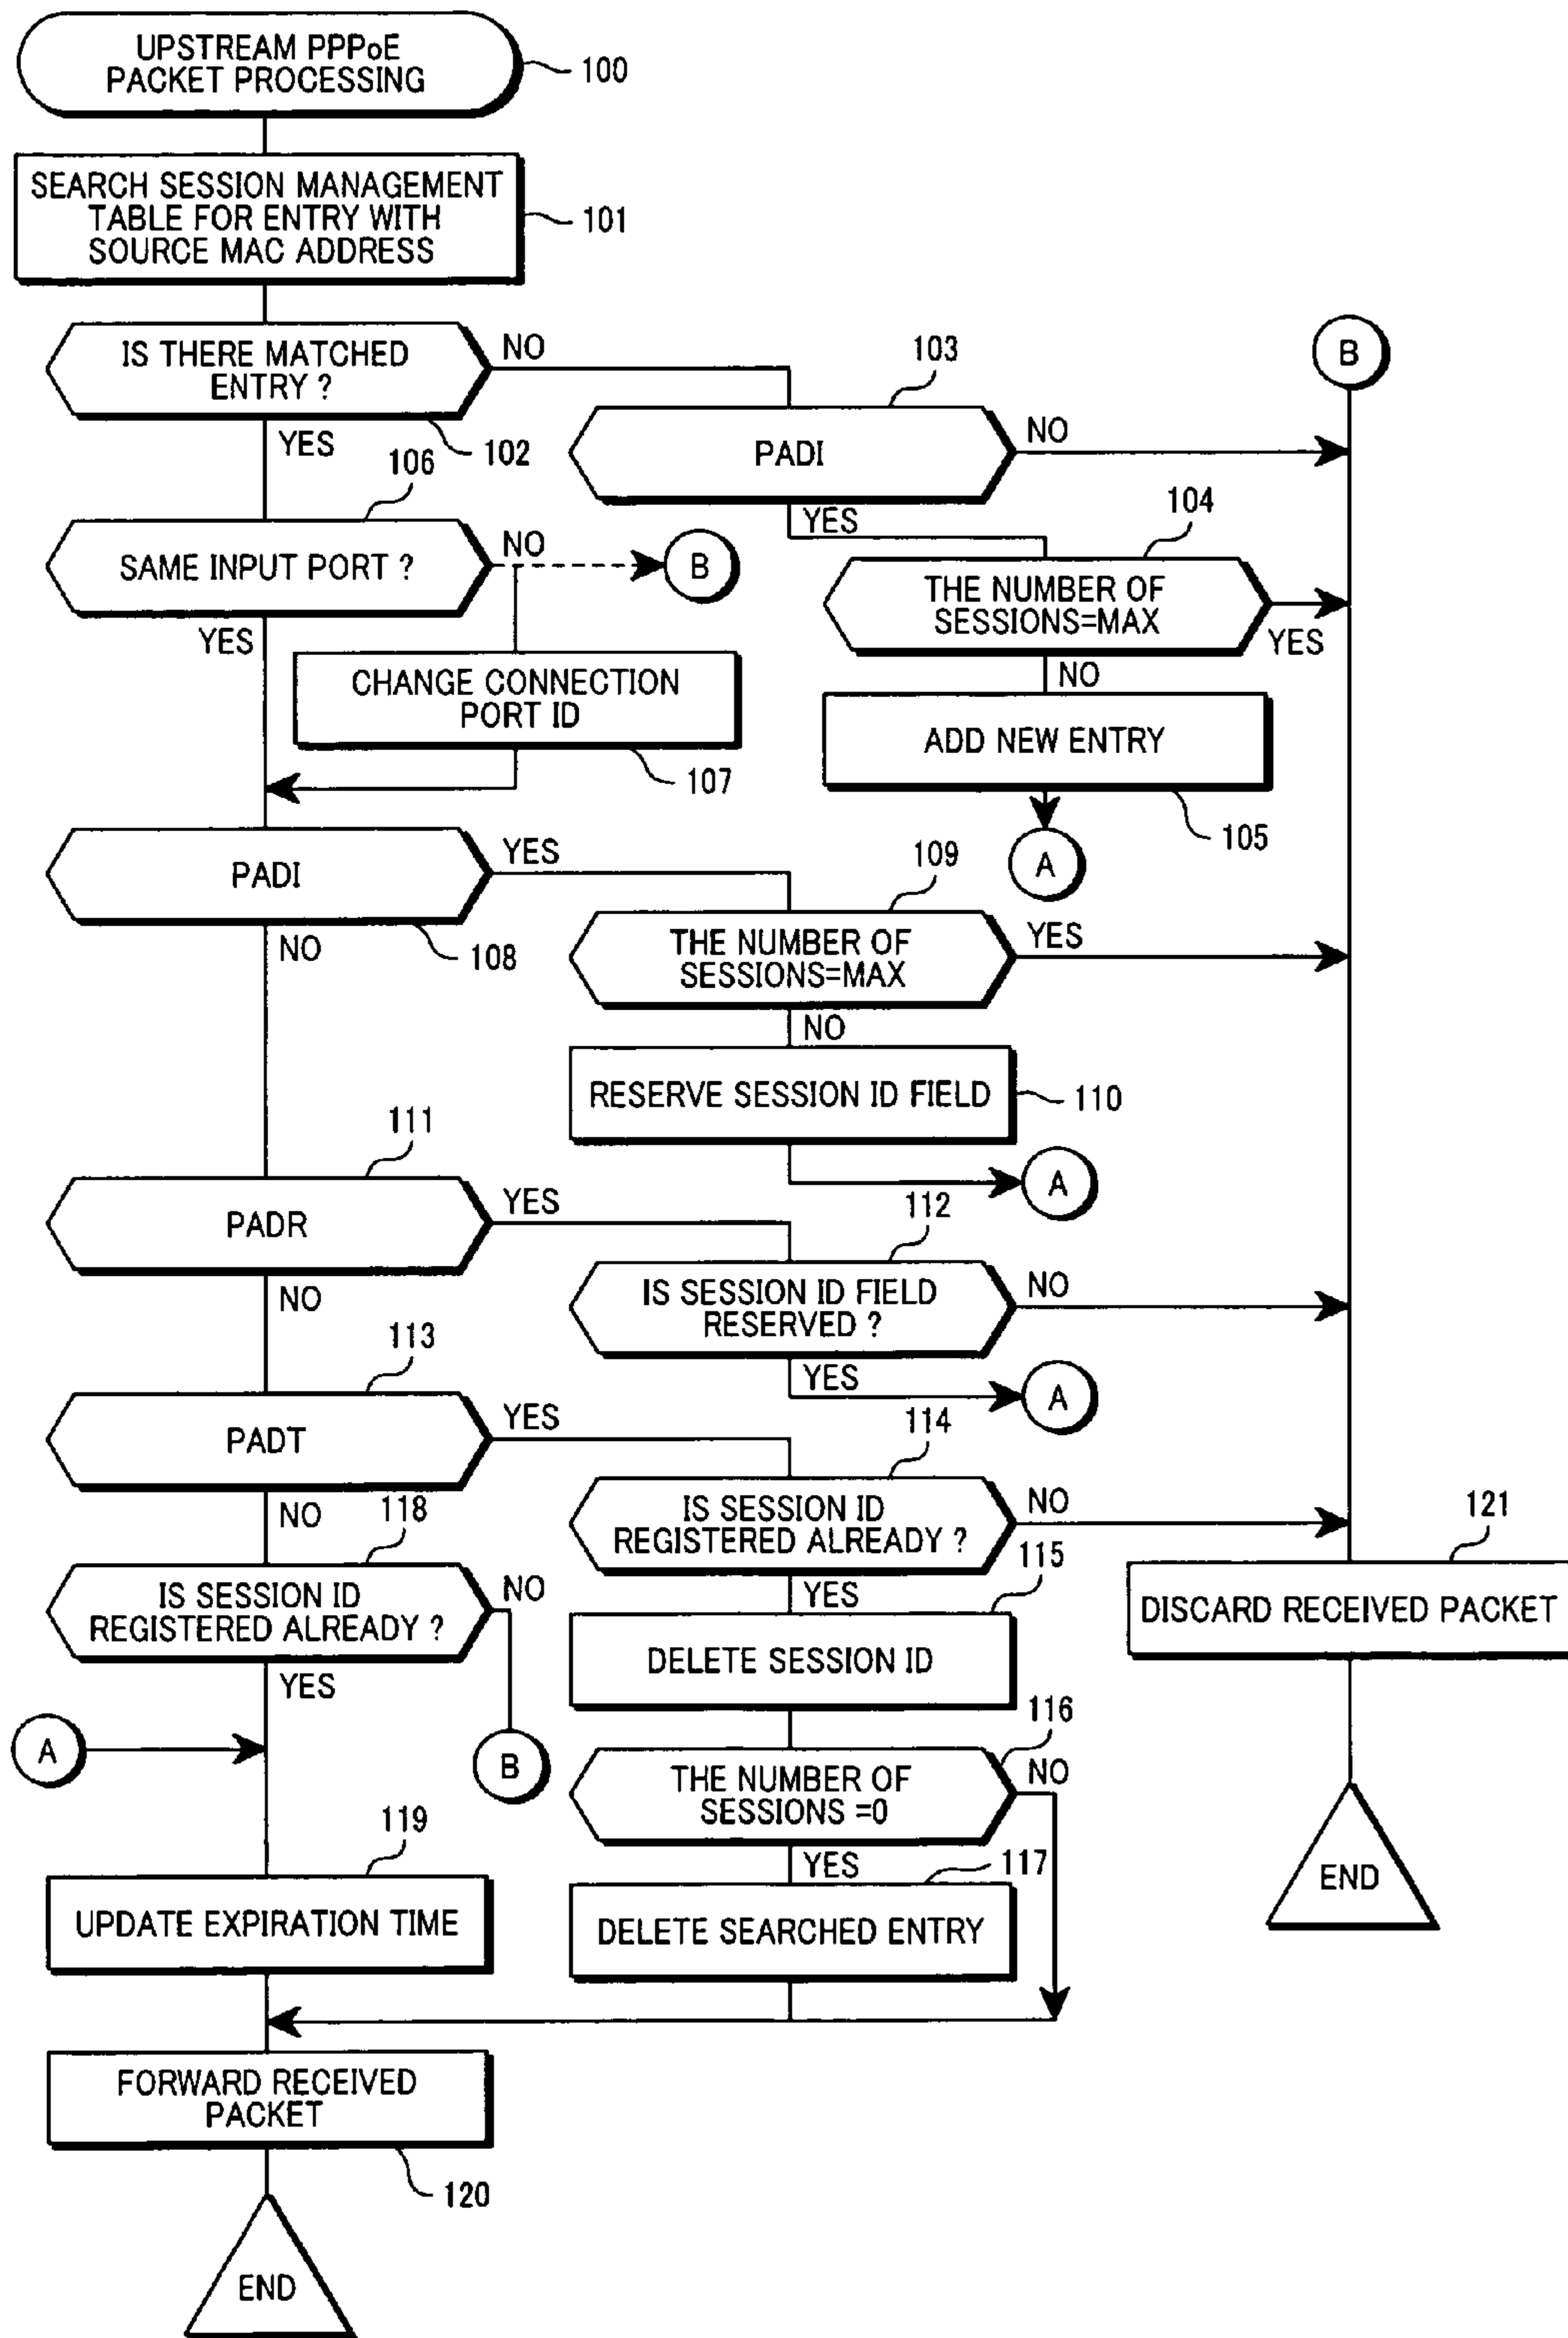 UPSTREAM PPPoE
PACKET PROCESSING
100
SEARCH SESSION MANAGEMENT
TABLE FOR ENTRY WITH
SOURCE MAC ADDRESS
101
IS THERE MATCHED
ENTRY ?
NO
YES
102
103
PADI
NO
YES
B
106
SAME INPUT PORT ?
NO
B
YES
104
THE NUMBER OF
SESSIONS=MAX
YES
NO
CHANGE CONNECTION
PORT ID
107
ADD NEW ENTRY
105
A
PADI
YES
NO
108
109
THE NUMBER OF
SESSIONS=MAX
YES
NO
RESERVE SESSION ID FIELD
110
A
111
PADR
YES
NO
112
IS SESSION ID FIELD
RESERVED ?
NO
YES
A
113
PADT
YES
NO
114
IS SESSION ID
REGISTERED ALREADY ?
NO
YES
118
IS SESSION ID
REGISTERED ALREADY ?
NO
YES
B
A
115
DELETE SESSION ID
121
DISCARD RECEIVED PACKET
116
THE NUMBER OF
SESSIONS =0
NO
YES
119
UPDATE EXPIRATION TIME
117
DELETE SEARCHED ENTRY
END
FORWARD RECEIVED
PACKET
120
END